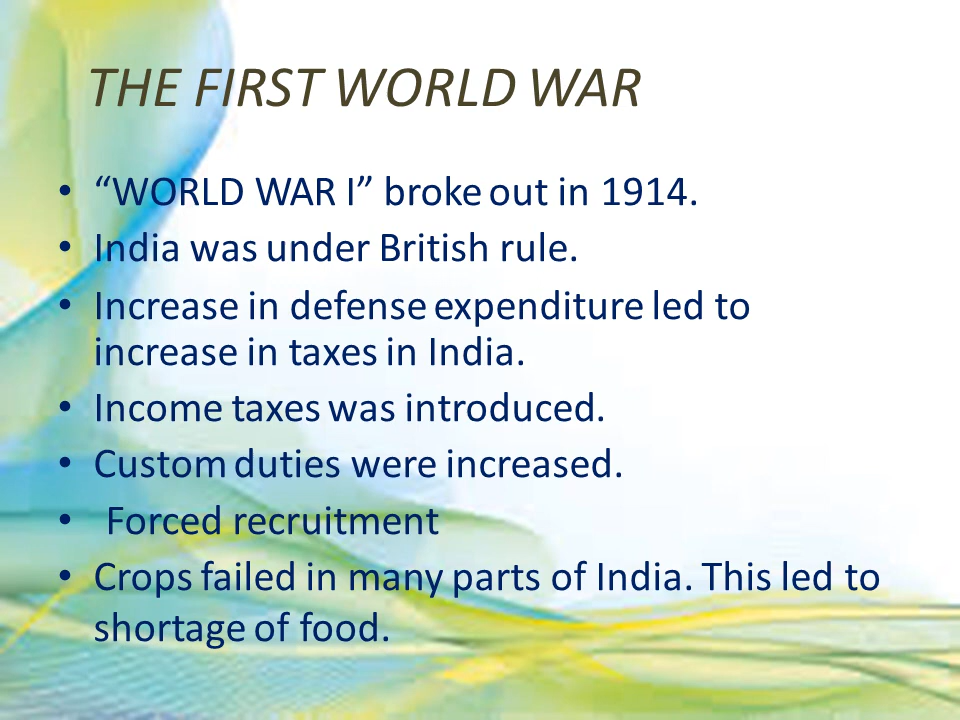 THE FIRST WORLD WAR
• “WORLD WAR I” broke out in 1914.
• India was under British rule.
• Increase in defense expenditure led to
increase in taxes in India.
• Income taxes was introduced.
• Custom duties were increased.
• Forced recruitment
• Crops failed in many parts of India. This led to
shortage of food.